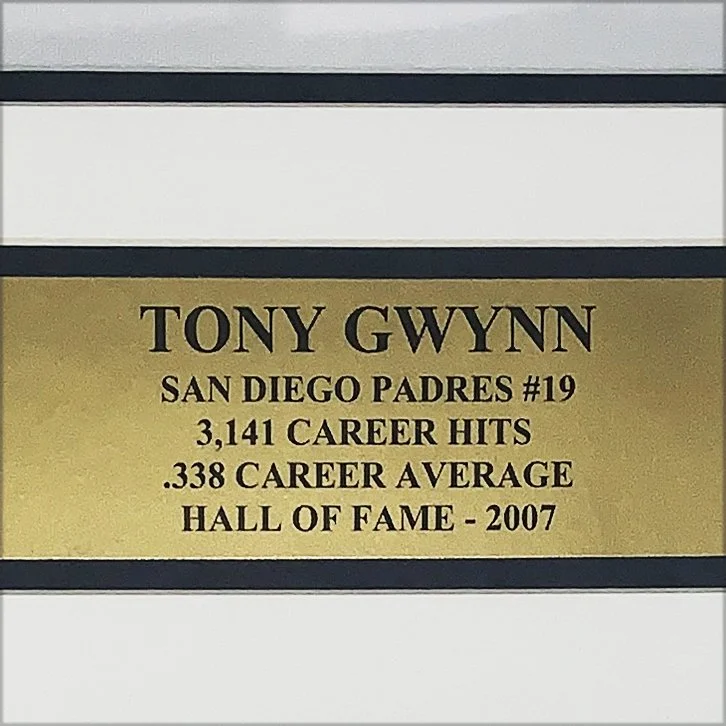 TONY GWYNN
SAN DIEGO PADRES #19
3,141 CAREER HITS
.338 CAREER AVERAGE
HALL OF FAME - 2007